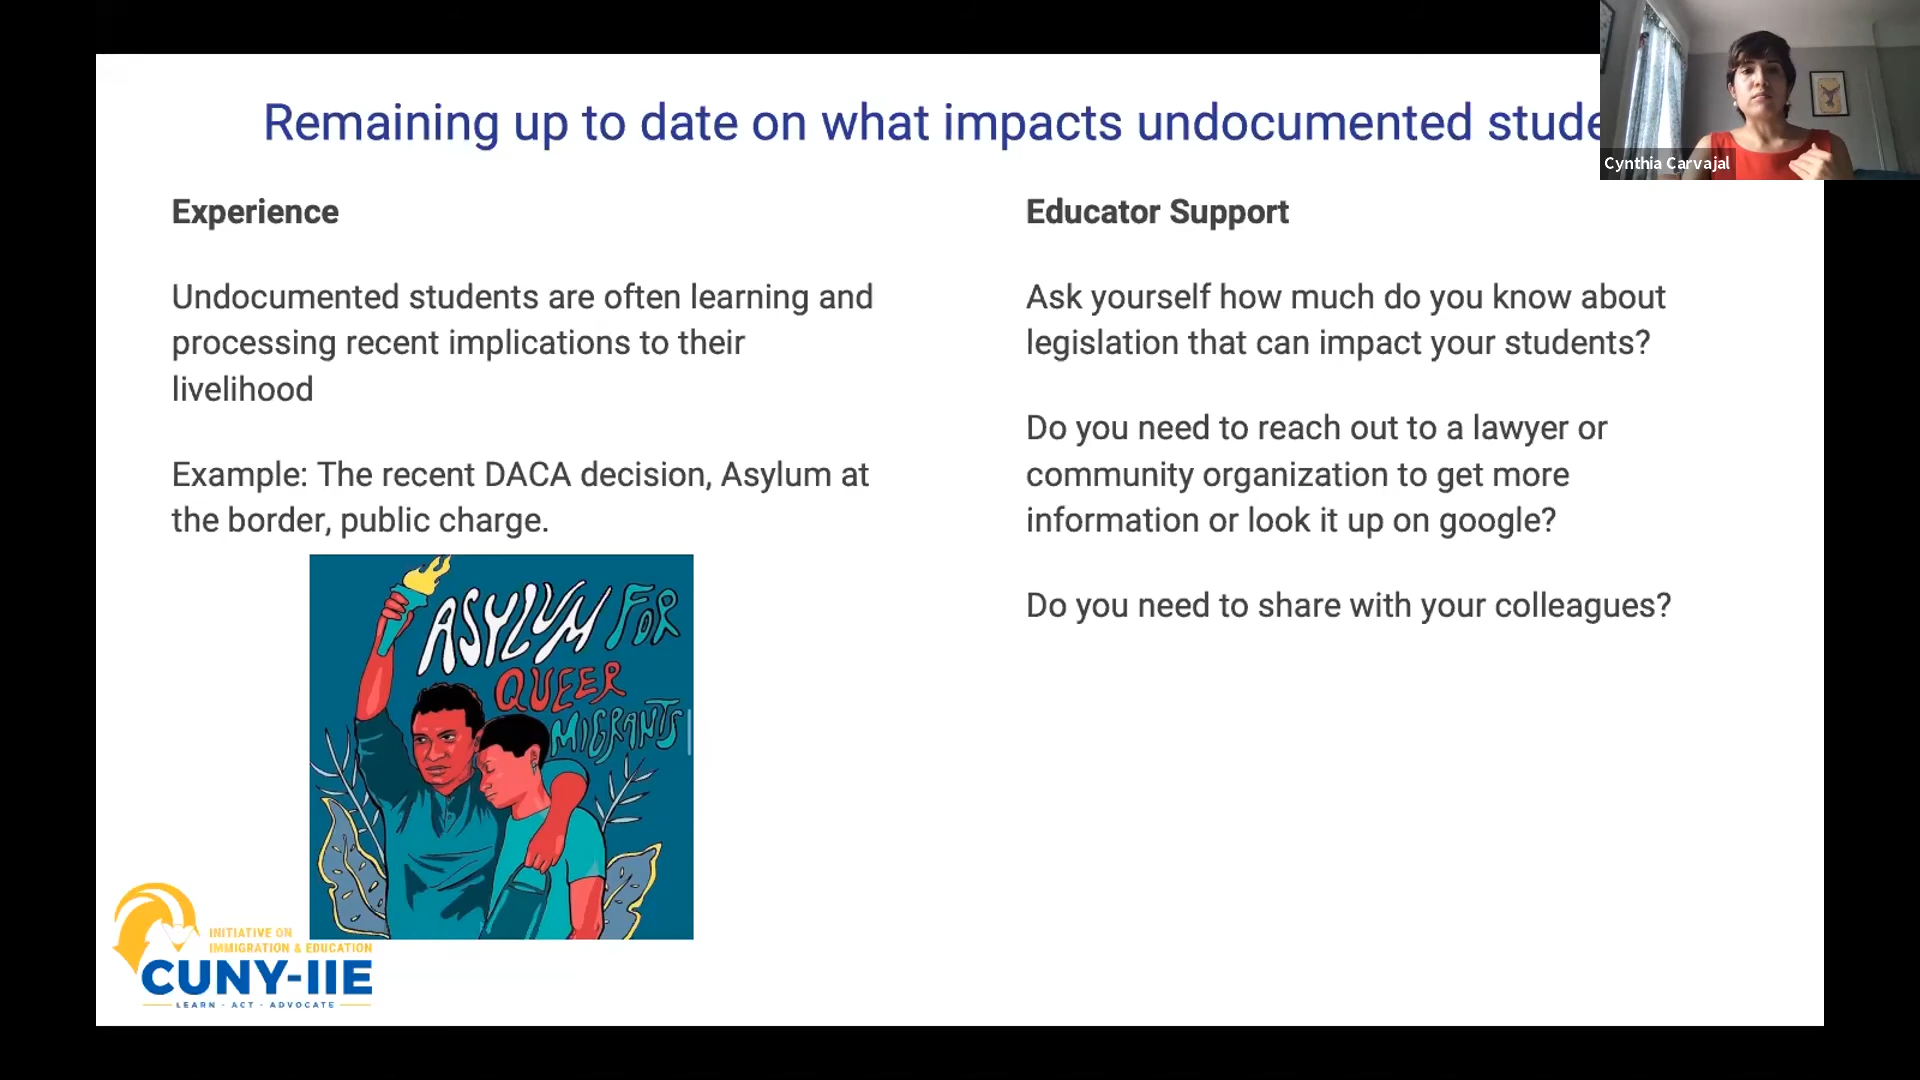 Remaining up to date on what impacts undocumented stude
Cynthia Carvajal
Experience
Undocumented students are often learning and
processing recent implications to their
livelihood
Example: The recent DACA decision, Asylum at
the border, public charge.
ASYLUM FOR
QUEER
MIGRANTS
INITIATIVE ON
IMMIGRATION & EDUCATION
CUNY-IIE
LEARN - ACT - ADVOCATE
Educator Support
Ask yourself how much do you know about
legislation that can impact your students?
Do you need to reach out to a lawyer or
community organization to get more
information or look it up on google?
Do you need to share with your colleagues?